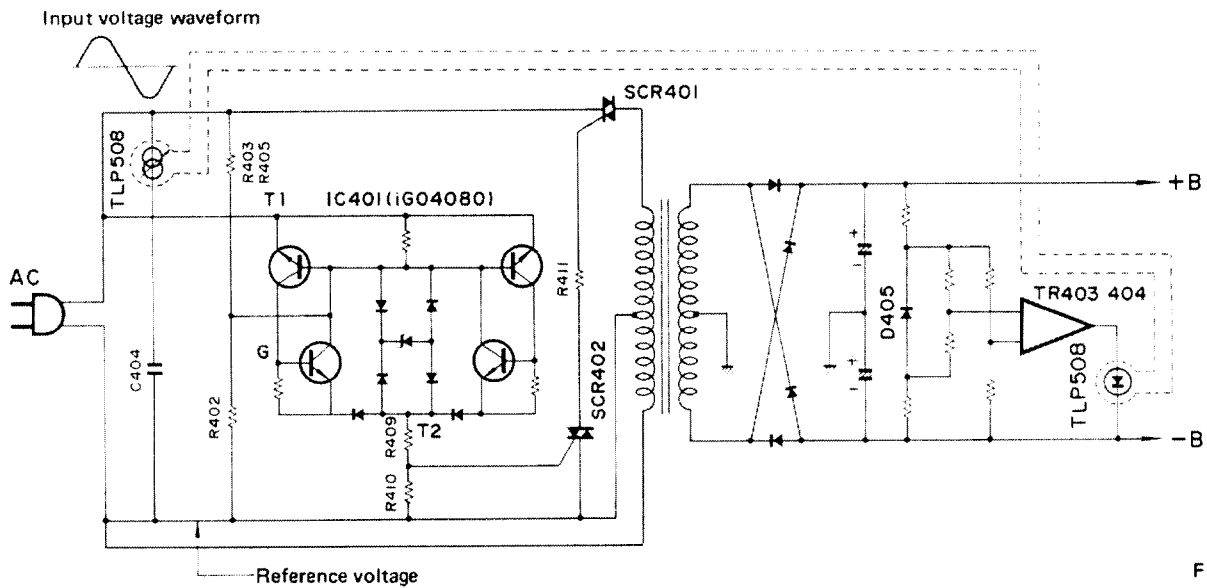 Input voltage waveform
SCR401
TLP508
R403
R405
T1
IC401(iG04080)
+B
R411
AC
D405
TR403 404
G
C404
R402
SCR402
T2
R409
R410
TLP508
-B
Reference voltage
F
+
-
+
-